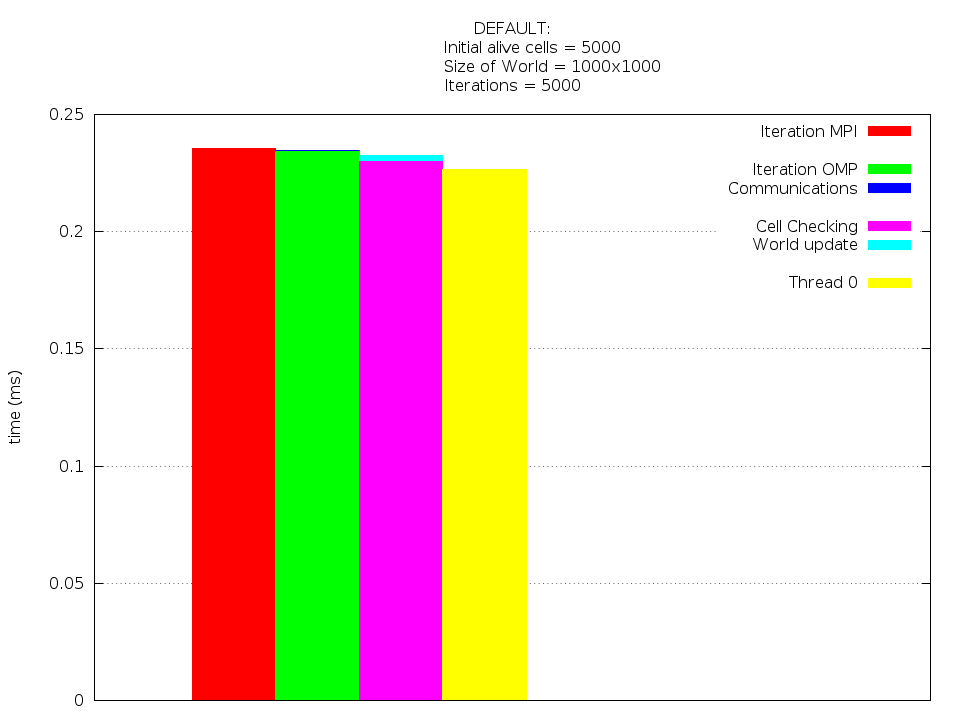 DEFAULT:
Initial alive cells = 5000
Size of World = 1000x1000
Iterations = 5000
0.25
0.2
0.15
0.1
0.05
0
time (ms)
Iteration MPI
Iteration OMP
Communications
Cell Checking
World update
Thread 0